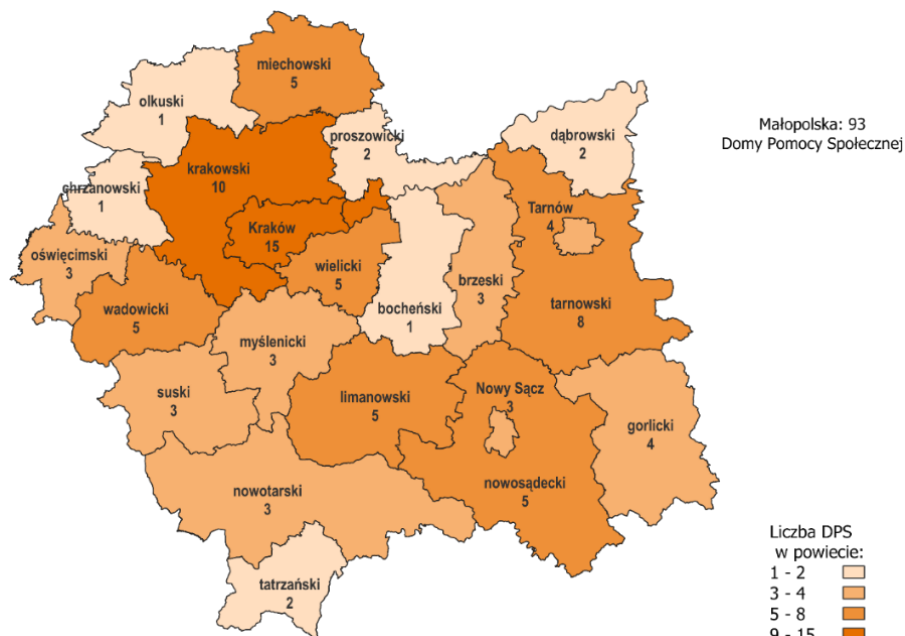 miechowski
5
olkuski
1
Małopolska: 93
Domy Pomocy Społecznej
proszowicki
2
dąbrowski
2
krakowski
10
chrzanowski
1
Tarnów
4
Kraków
15
oświęcimski
3
wielicki
5
brzeski
3
wadowicki
5
bocheński
1
tarnowski
8
myślenicki
3
suski
3
limanowski
5
Nowy Sącz
3
gorlicki
4
nowotarski
3
nowosądecki
5
tatrzański
2
Liczba DPS
w powiecie:
1 - 2
3 - 4
5 - 8
9 - 15